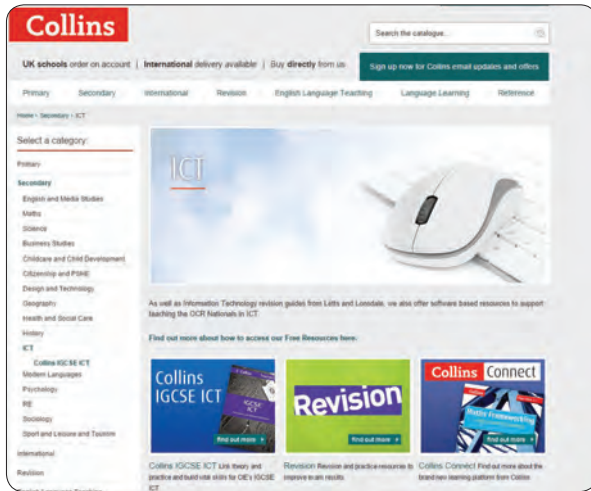 Collins
Search the catalogue...
UK schools order on account | International delivery available | Buy directly from us
Sign up now for Collins email updates and offers
Primary Secondary International Revision English Language Teaching Language Learning Reference
Home > Secondary > ICT
Select a category:
Primary
Secondary
English and Media Studies
Maths
Science
Business Studies
Childcare and Child Development
Citizenship and PSHE
Design and Technology
Geography
Health and Social Care
History
ICT
Collins IGCSE ICT
Modern Languages
Psychology
RE
Sociology
Sport and Leisure and Tourism
International
Revision
English Language Teaching
ICT
As well as Information Technology revision guides from Letts and Lonsdale, we also offer software based resources to support
teaching the OCR Nationals in ICT.
Find out more about how to access our Free Resources here.
Collins
IGCSE ICT
IGCSE
ICT
find out more
Collins IGCSE ICT Link theory and
practice and build vital skills for CIE's IGCSE
ICT
Revision
find out more
Revision Revision and practice resources to
improve exam results.
Collins Connect
Maths Frameworking
find out more
Collins Connect Find out more about the
brand new learning platform from Collins